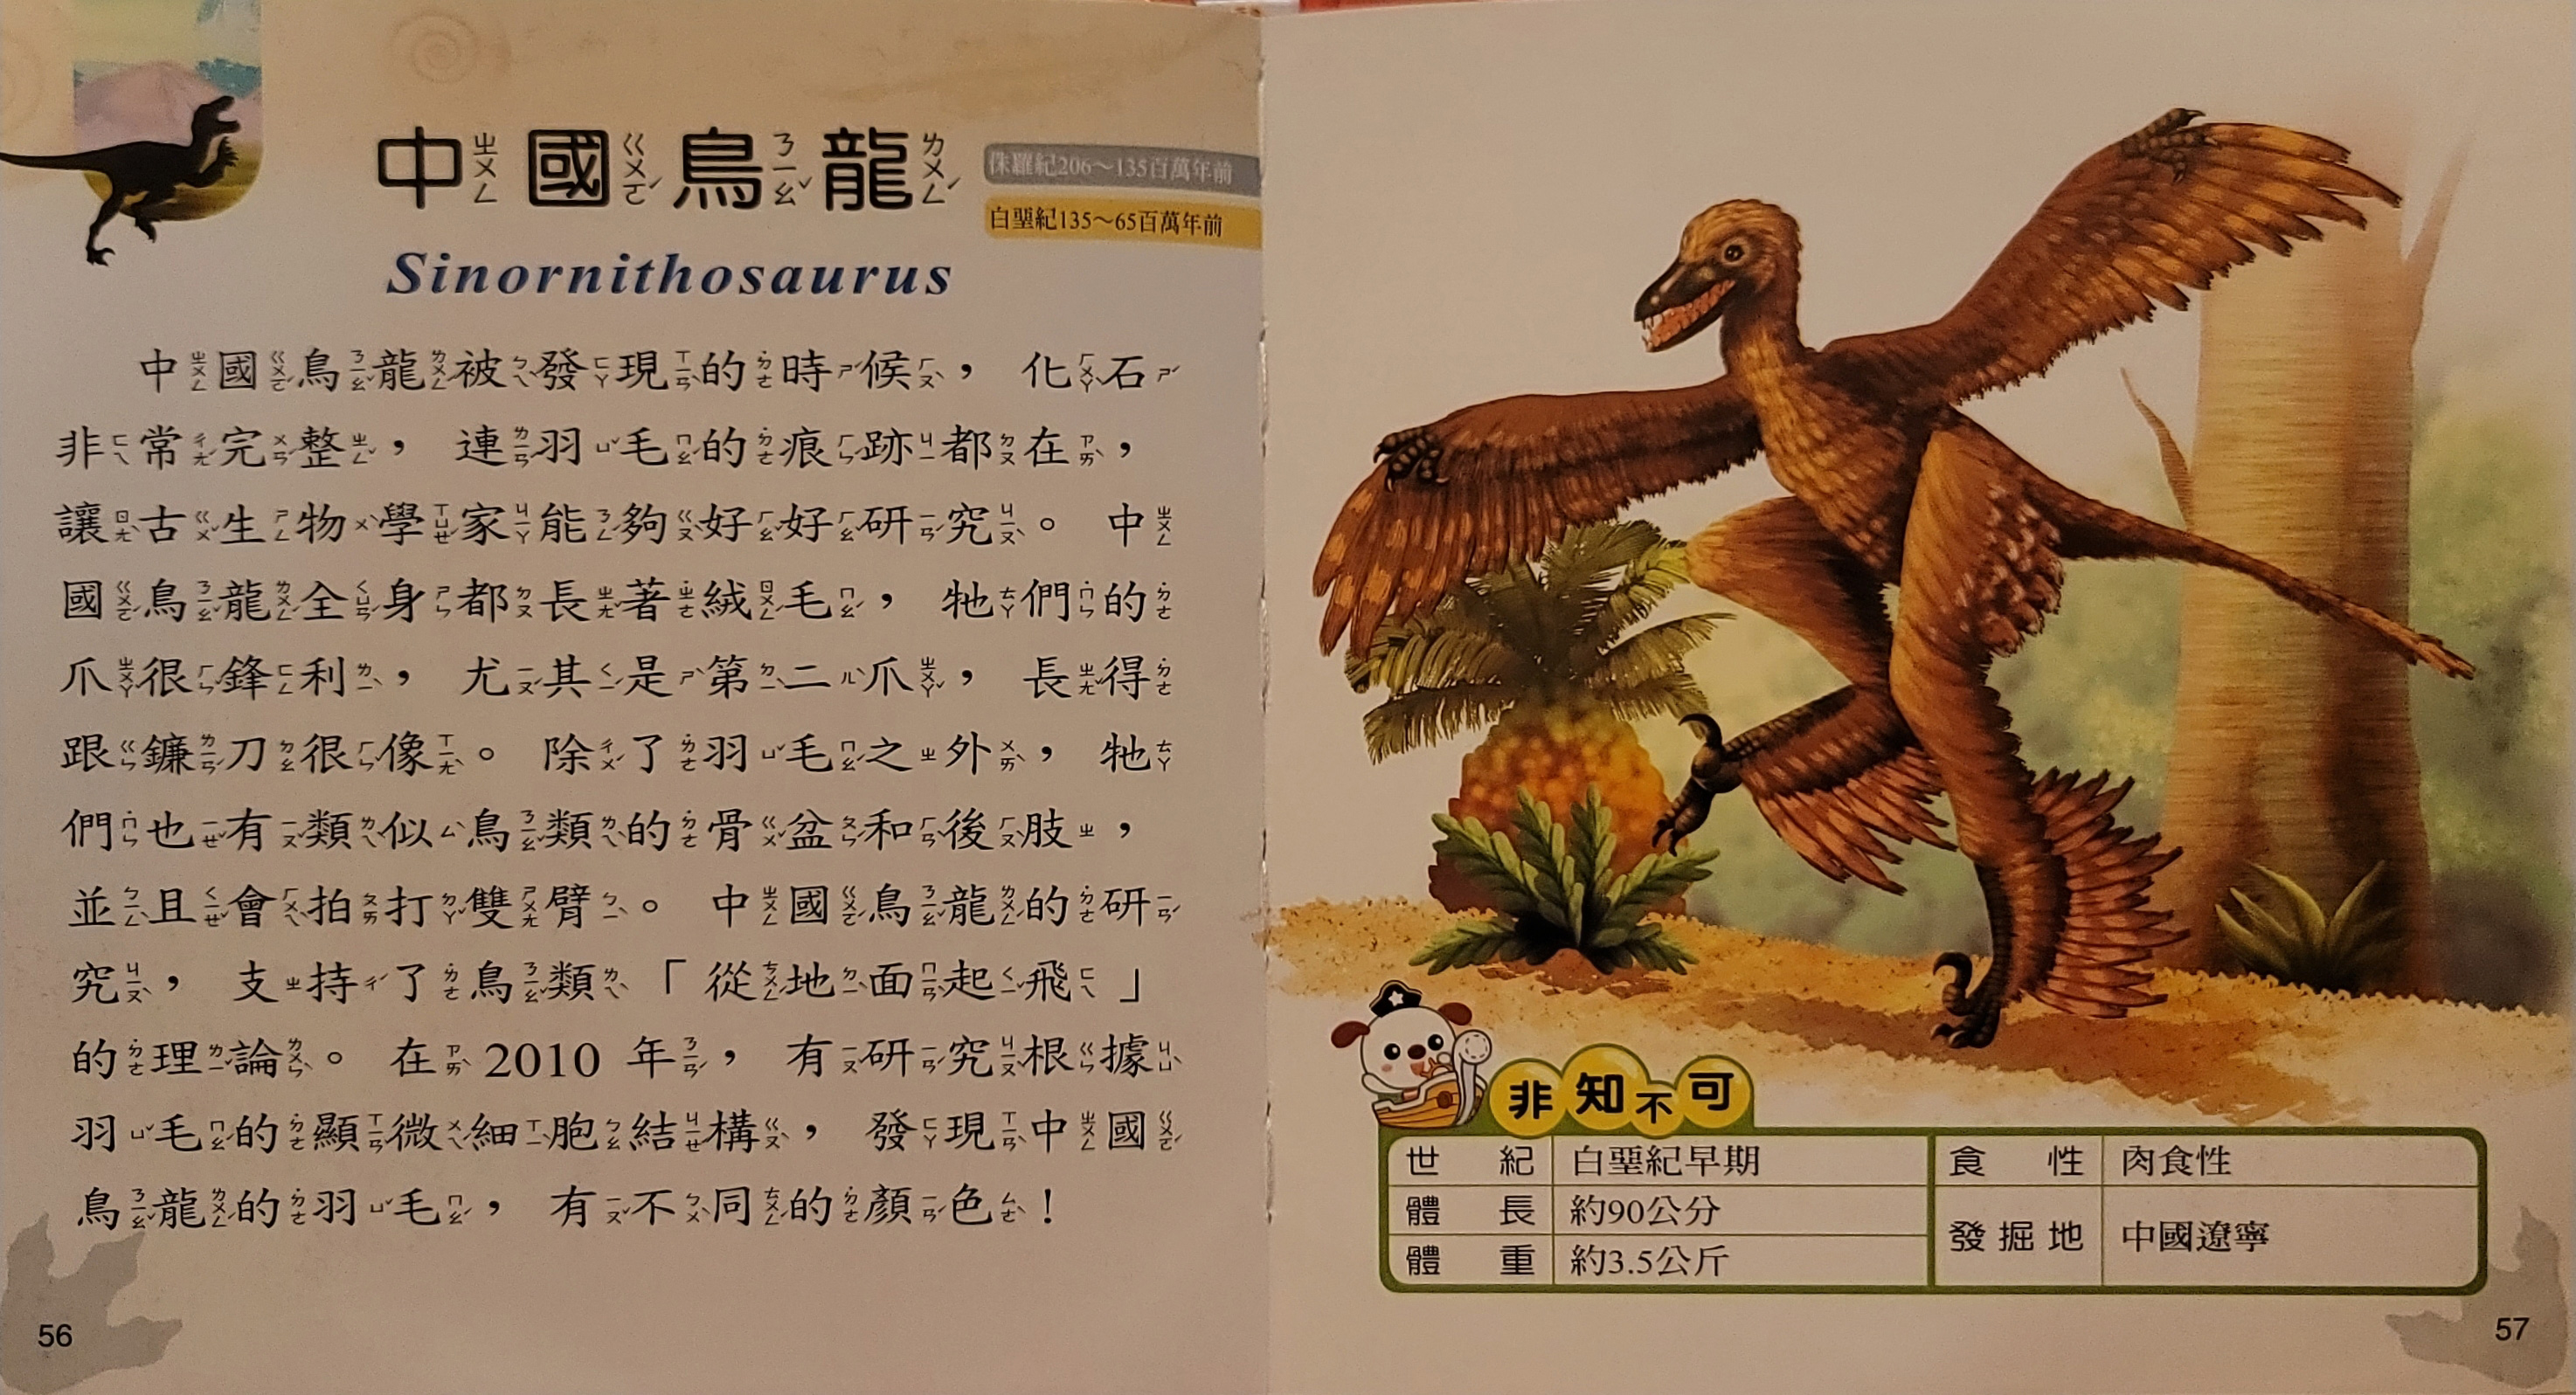 中國鳥龍
侏羅紀206～135百萬年前
白堊紀135～65百萬年前
Sinornithosaurus
中國鳥龍被發現的時候，化石
非常完整，連羽毛的痕跡都在，
讓古生物學家能夠好好研究。中
國鳥龍全身都長著絨毛，牠們的
爪很鋒利，尤其是第二爪，長得
跟鐮刀很像。除了羽毛之外，牠
們也有類似鳥類的骨盆和後肢，
並且會拍打雙臂。中國鳥龍的研
究，支持了鳥類「從地面起飛」
的理論。在2010年，有研究根據
羽毛的顯微細胞結構，發現中國
鳥龍的羽毛，有不同的顏色！
56
非知不可
世紀 白堊紀早期
體長 約90公分
體重 約3.5公斤
食性 肉食性
發掘地 中國遼寧
57